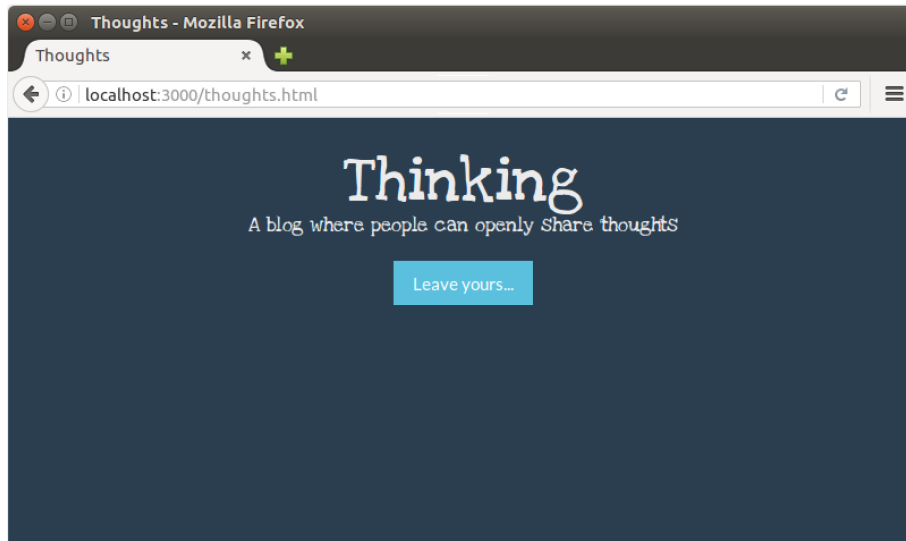 Thoughts - Mozilla Firefox
Thoughts
localhost:3000/thoughts.html
Thinking
A blog where people can openly share thoughts
Leave yours...